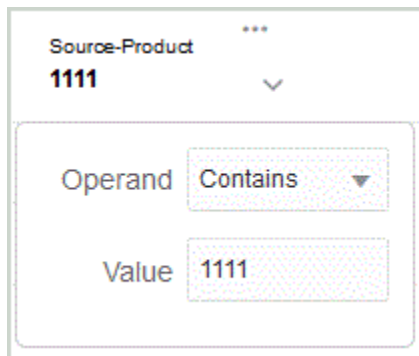 Source-Product
1111
Operand Contains
Value 1111